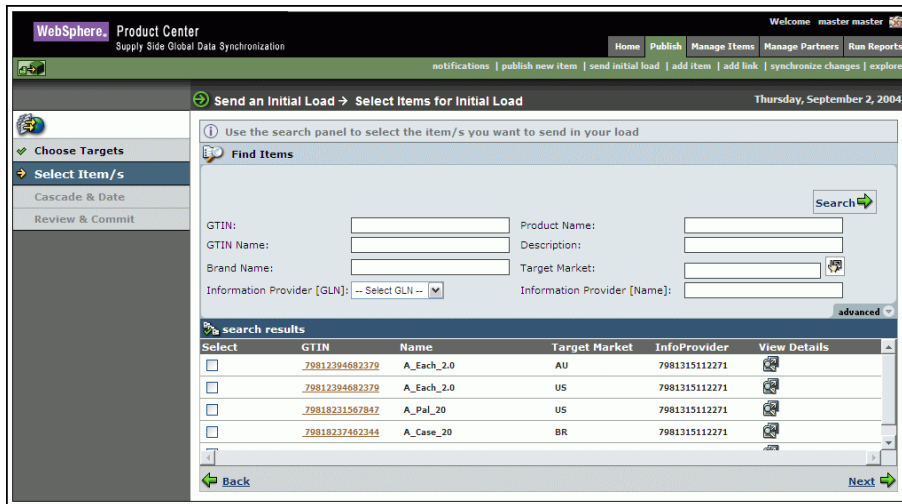 WebSphere. Product Center
Supply Side Global Data Synchronization
Welcome master master
Home Publish Manage Items Manage Partners Run Reports
notifications | publish new item | send initial load | add item | add link | synchronize changes | explore
Send an Initial Load → Select Items for Initial Load
Thursday, September 2, 2004
Use the search panel to select the item/s you want to send in your load
Choose Targets
Select Item/s
Cascade & Date
Review & Commit
Find Items
Search
GTIN: Product Name:
GTIN Name: Description:
Brand Name: Target Market:
Information Provider [GLN]: -- Select GLN -- Information Provider [Name]:
advanced
search results
Select GTIN Name Target Market InfoProvider View Details
79812394682379 A_Each_2.0 AU 7981315112271
79812394682379 A_Each_2.0 US 7981315112271
79818231567847 A_Pal_20 US 7981315112271
79818237462344 A_Case_20 BR 7981315112271
Back
Next